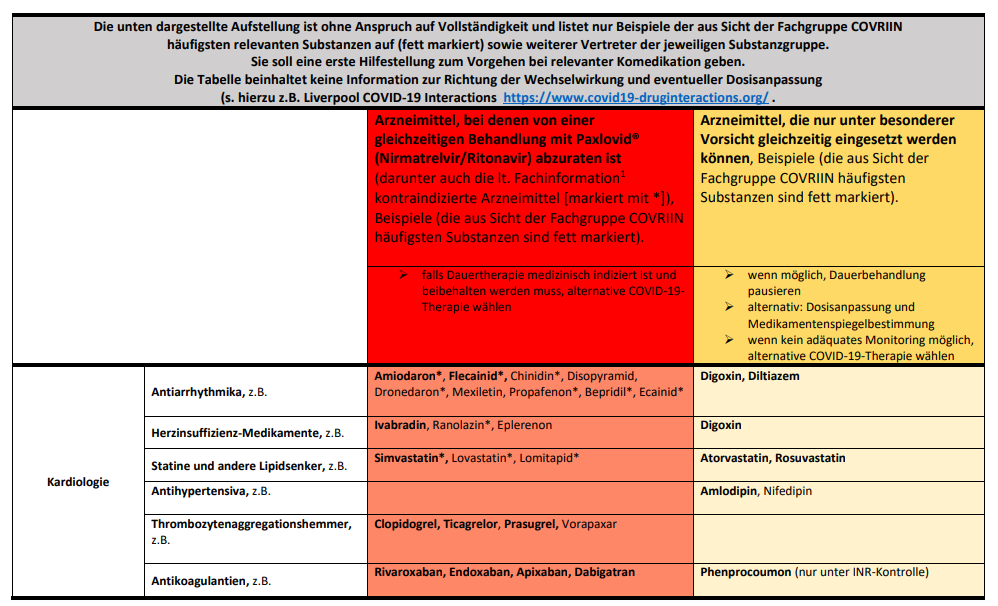 Die unten dargestellte Aufstellung ist ohne Anspruch auf Vollständigkeit und listet nur Beispiele der aus Sicht der Fachgruppe COVRIIN
häufigsten relevanten Substanzen auf (fett markiert) sowie weiterer Vertreter der jeweiligen Substanzgruppe.
Sie soll eine erste Hilfestellung zum Vorgehen bei relevanter Komedikation geben.
Die Tabelle beinhaltet keine Information zur Richtung der Wechselwirkung und eventueller Dosisanpassung
(s. hierzu z.B. Liverpool COVID-19 Interactions https://www.covid19-druginteractions.org/ .
Arzneimittel, bei denen von einer
gleichzeitigen Behandlung mit Paxlovid®
(Nirmatrelvir/Ritonavir) abzuraten ist
(darunter auch die lt. Fachinformation¹
kontraindizierte Arzneimittel [markiert mit *]),
Beispiele (die aus Sicht der Fachgruppe COVRIIN
häufigsten Substanzen sind fett markiert).
Arzneimittel, die nur unter besonderer
Vorsicht gleichzeitig eingesetzt werden
können, Beispiele (die aus Sicht der
Fachgruppe COVRIIN häufigsten
Substanzen sind fett markiert).
➢ falls Dauertherapie medizinisch indiziert ist und
beibehalten werden muss, alternative COVID-19-
Therapie wählen
➢ wenn möglich, Dauerbehandlung
pausieren
➢ alternativ: Dosisanpassung und
Medikamentenspiegelbestimmung
➢ wenn kein adäquates Monitoring möglich,
alternative COVID-19-Therapie wählen
Kardiologie
Antiarrhythmika, z.B.
Amiodaron*, Flecainid*, Chinidin*, Disopyramid,
Dronedaron*, Mexiletin, Propafenon*, Bepridil*, Ecainid*
Digoxin, Diltiazem
Herzinsuffizienz-Medikamente, z.B.
Ivabradin, Ranolazin*, Eplerenon
Digoxin
Statine und andere Lipidsenker, z.B.
Simvastatin*, Lovastatin*, Lomitapid*
Atorvastatin, Rosuvastatin
Antihypertensiva, z.B.
Amlodipin, Nifedipin
Thrombozytenaggregationshemmer,
z.B.
Clopidogrel, Ticagrelor, Prasugrel, Vorapaxar
Antikoagulantien, z.B.
Rivaroxaban, Endoxaban, Apixaban, Dabigatran
Phenprocoumon (nur unter INR-Kontrolle)